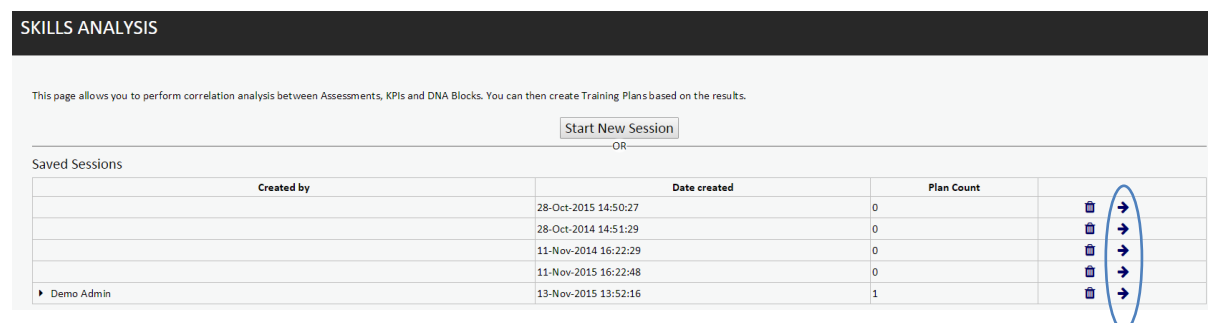 SKILLS ANALYSIS
This page allows you to perform correlation analysis between Assessments, KPIs and DNA Blocks. You can then create Training Plans based on the results.
Start New Session
OR
Saved Sessions
Created by Date created Plan Count
28-Oct-2015 14:50:27 0
28-Oct-2014 14:51:29 0
11-Nov-2014 16:22:29 0
11-Nov-2015 16:22:48 0
Demo Admin 13-Nov-2015 13:52:16 1